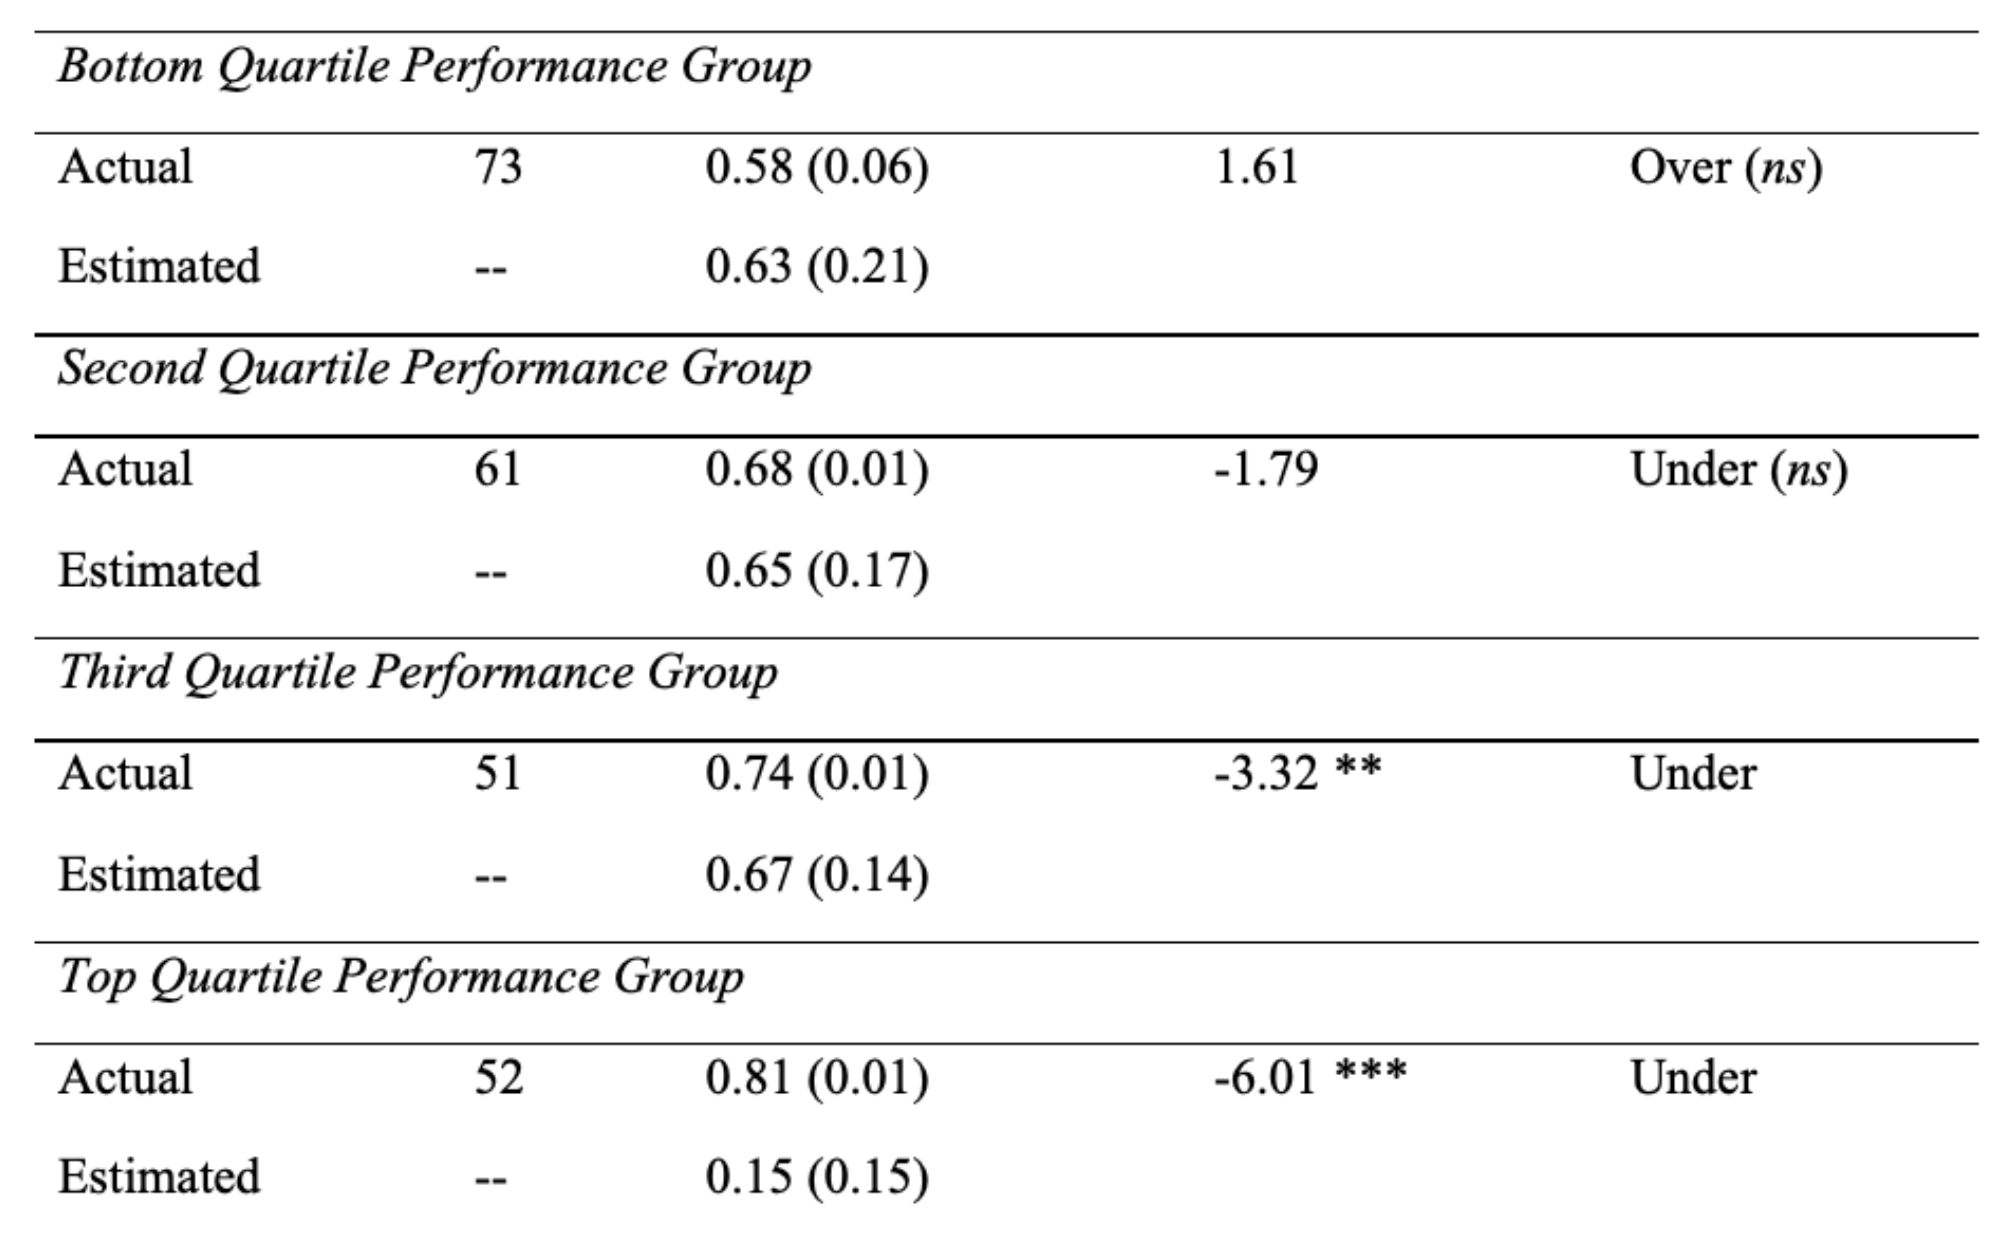 Bottom Quartile Performance Group
Actual 73 0.58 (0.06) 1.61 Over (ns)
Estimated -- 0.63 (0.21)
Second Quartile Performance Group
Actual 61 0.68 (0.01) -1.79 Under (ns)
Estimated -- 0.65 (0.17)
Third Quartile Performance Group
Actual 51 0.74 (0.01) -3.32 ** Under
Estimated -- 0.67 (0.14)
Top Quartile Performance Group
Actual 52 0.81 (0.01) -6.01 *** Under
Estimated -- 0.15 (0.15)